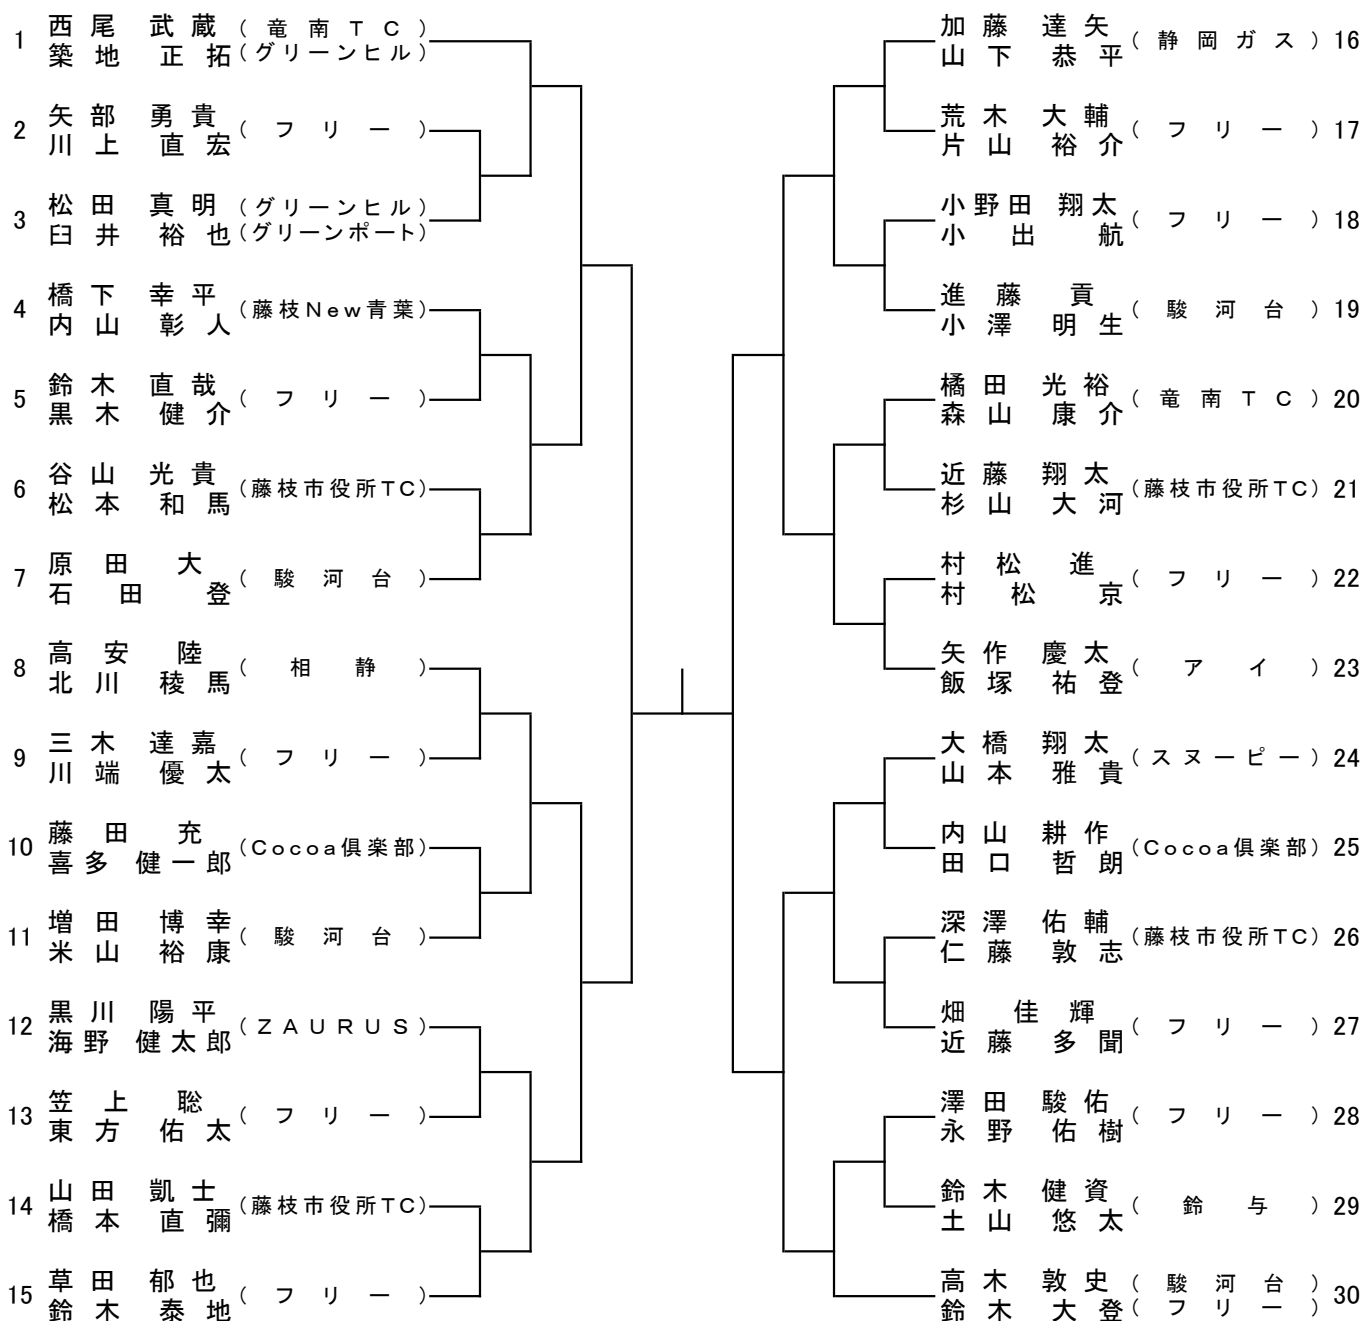 1 西尾 武蔵 (竜南TC)
築地 正拓 (グリーンヒル)
2 矢部 勇貴 (フリー)
川上 直宏
3 松田 真明 (グリーンヒル)
臼井 裕也 (グリーンポート)
4 橋下 幸平 (藤枝New青葉)
内山 彰人
5 鈴木 直哉 (フリー)
黒木 健介
6 谷山 光貴 (藤枝市役所TC)
松本 和馬
7 原田 大 (駿河台)
石田 登
8 高安 陸 (相静)
北川 稜馬
9 三木 達嘉 (フリー)
川端 優太
10 藤田 充 (Cocoa倶楽部)
喜多 健一郎
11 増田 博幸 (駿河台)
米山 裕康
12 黒川 陽平 (ZAURUS)
海野 健太郎
13 笠上 聡 (フリー)
東方 佑太
14 山田 凱士 (藤枝市役所TC)
橋本 直彌
15 草田 郁也 (フリー)
鈴木 泰地
加藤 達矢 (静岡ガス) 16
山下 恭平
荒木 大輔 (フリー) 17
片山 裕介
小野田 翔太 (フリー) 18
小出 航
進藤 貢 (駿河台) 19
小澤 明生
橘田 光裕 (竜南TC) 20
森山 康介
近藤 翔太 (藤枝市役所TC) 21
杉山 大河
村松 進 (フリー) 22
村松 京
矢作 慶太 (アイ) 23
飯塚 祐登
大橋 翔太 (スヌーピー) 24
山本 雅貴
内山 耕作 (Cocoa倶楽部) 25
田口 哲朗
深澤 佑輔 (藤枝市役所TC) 26
仁藤 敦志
畑 佳輝 (フリー) 27
近藤 多聞
澤田 駿佑 (フリー) 28
永野 佑樹
鈴木 健資 (鈴与) 29
土山 悠太
高木 敦史 (駿河台) 30
鈴木 大登 (フリー)